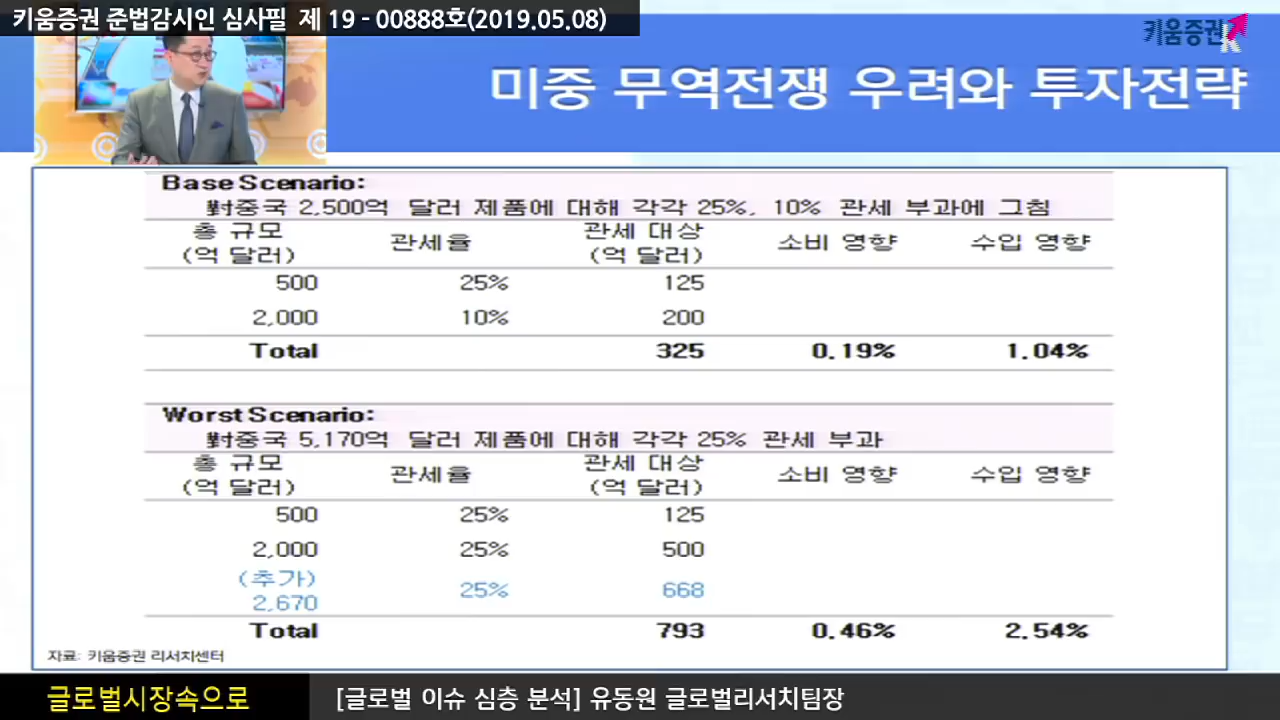 키움증권 준법감시인 심사필 제 19 - 00888호(2019.05.08)
키움증권
미중 무역전쟁 우려와 투자전략
Base Scenario:
對중국 2,500억 달러 제품에 대해 각각 25%, 10% 관세 부과에 그침
총 규모 (억 달러) 관세율 관세 대상 (억 달러) 소비 영향 수입 영향
500 25% 125
2,000 10% 200
Total 325 0.19% 1.04%
Worst Scenario:
對중국 5,170억 달러 제품에 대해 각각 25% 관세 부과
총 규모 (억 달러) 관세율 관세 대상 (억 달러) 소비 영향 수입 영향
500 25% 125
2,000 25% 500
(추가) 2,670 25% 668
Total 793 0.46% 2.54%
자료: 키움증권 리서치센터
글로벌시장속으로
[글로벌 이슈 심층 분석] 유동원 글로벌리서치팀장